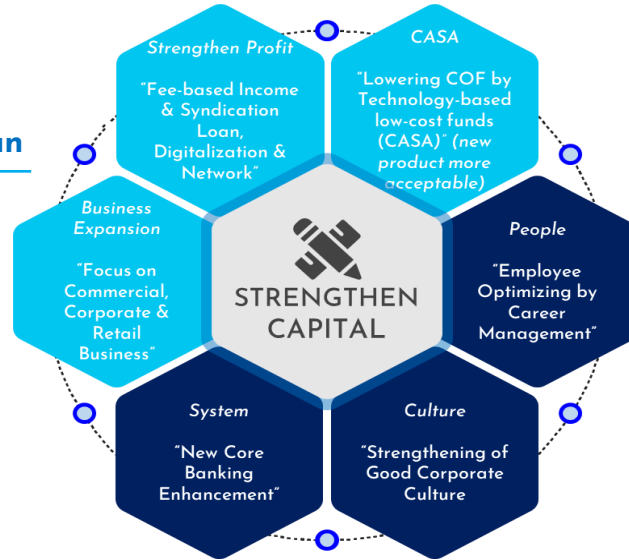 Strengthen Profit
“Fee-based Income
& Syndication
Loan,
Digitalization &
Network”
CASA
“Lowering COF by
Technology-based
low-cost funds
(CASA)” (new
product more
acceptable)
Business
Expansion
“Focus on
Commercial,
Corporate &
Retail
Business”
STRENGTHEN
CAPITAL
People
“Employee
Optimizing by
Career
Management”
System
“New Core
Banking
Enhancement”
Culture
“Strengthening of
Good Corporate
Culture